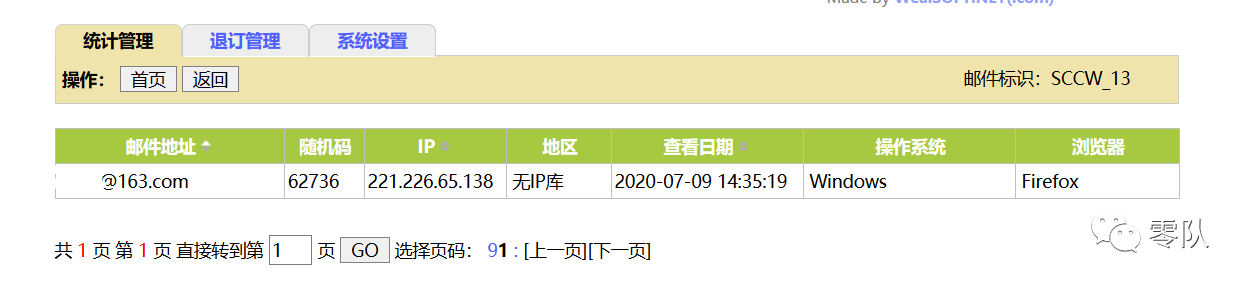 Made by WeaISOFT.NET(.com)
统计管理 退订管理 系统设置
操作： 首页 返回 邮件标识：SCCW_13
邮件地址 随机码 IP 地区 查看日期 操作系统 浏览器
@163.com 62736 221.226.65.138 无IP库 2020-07-09 14:35:19 Windows Firefox
共 1 页 第 1 页 直接转到第 1 页 GO 选择页码： 91 : [上一页][下一页]
零队